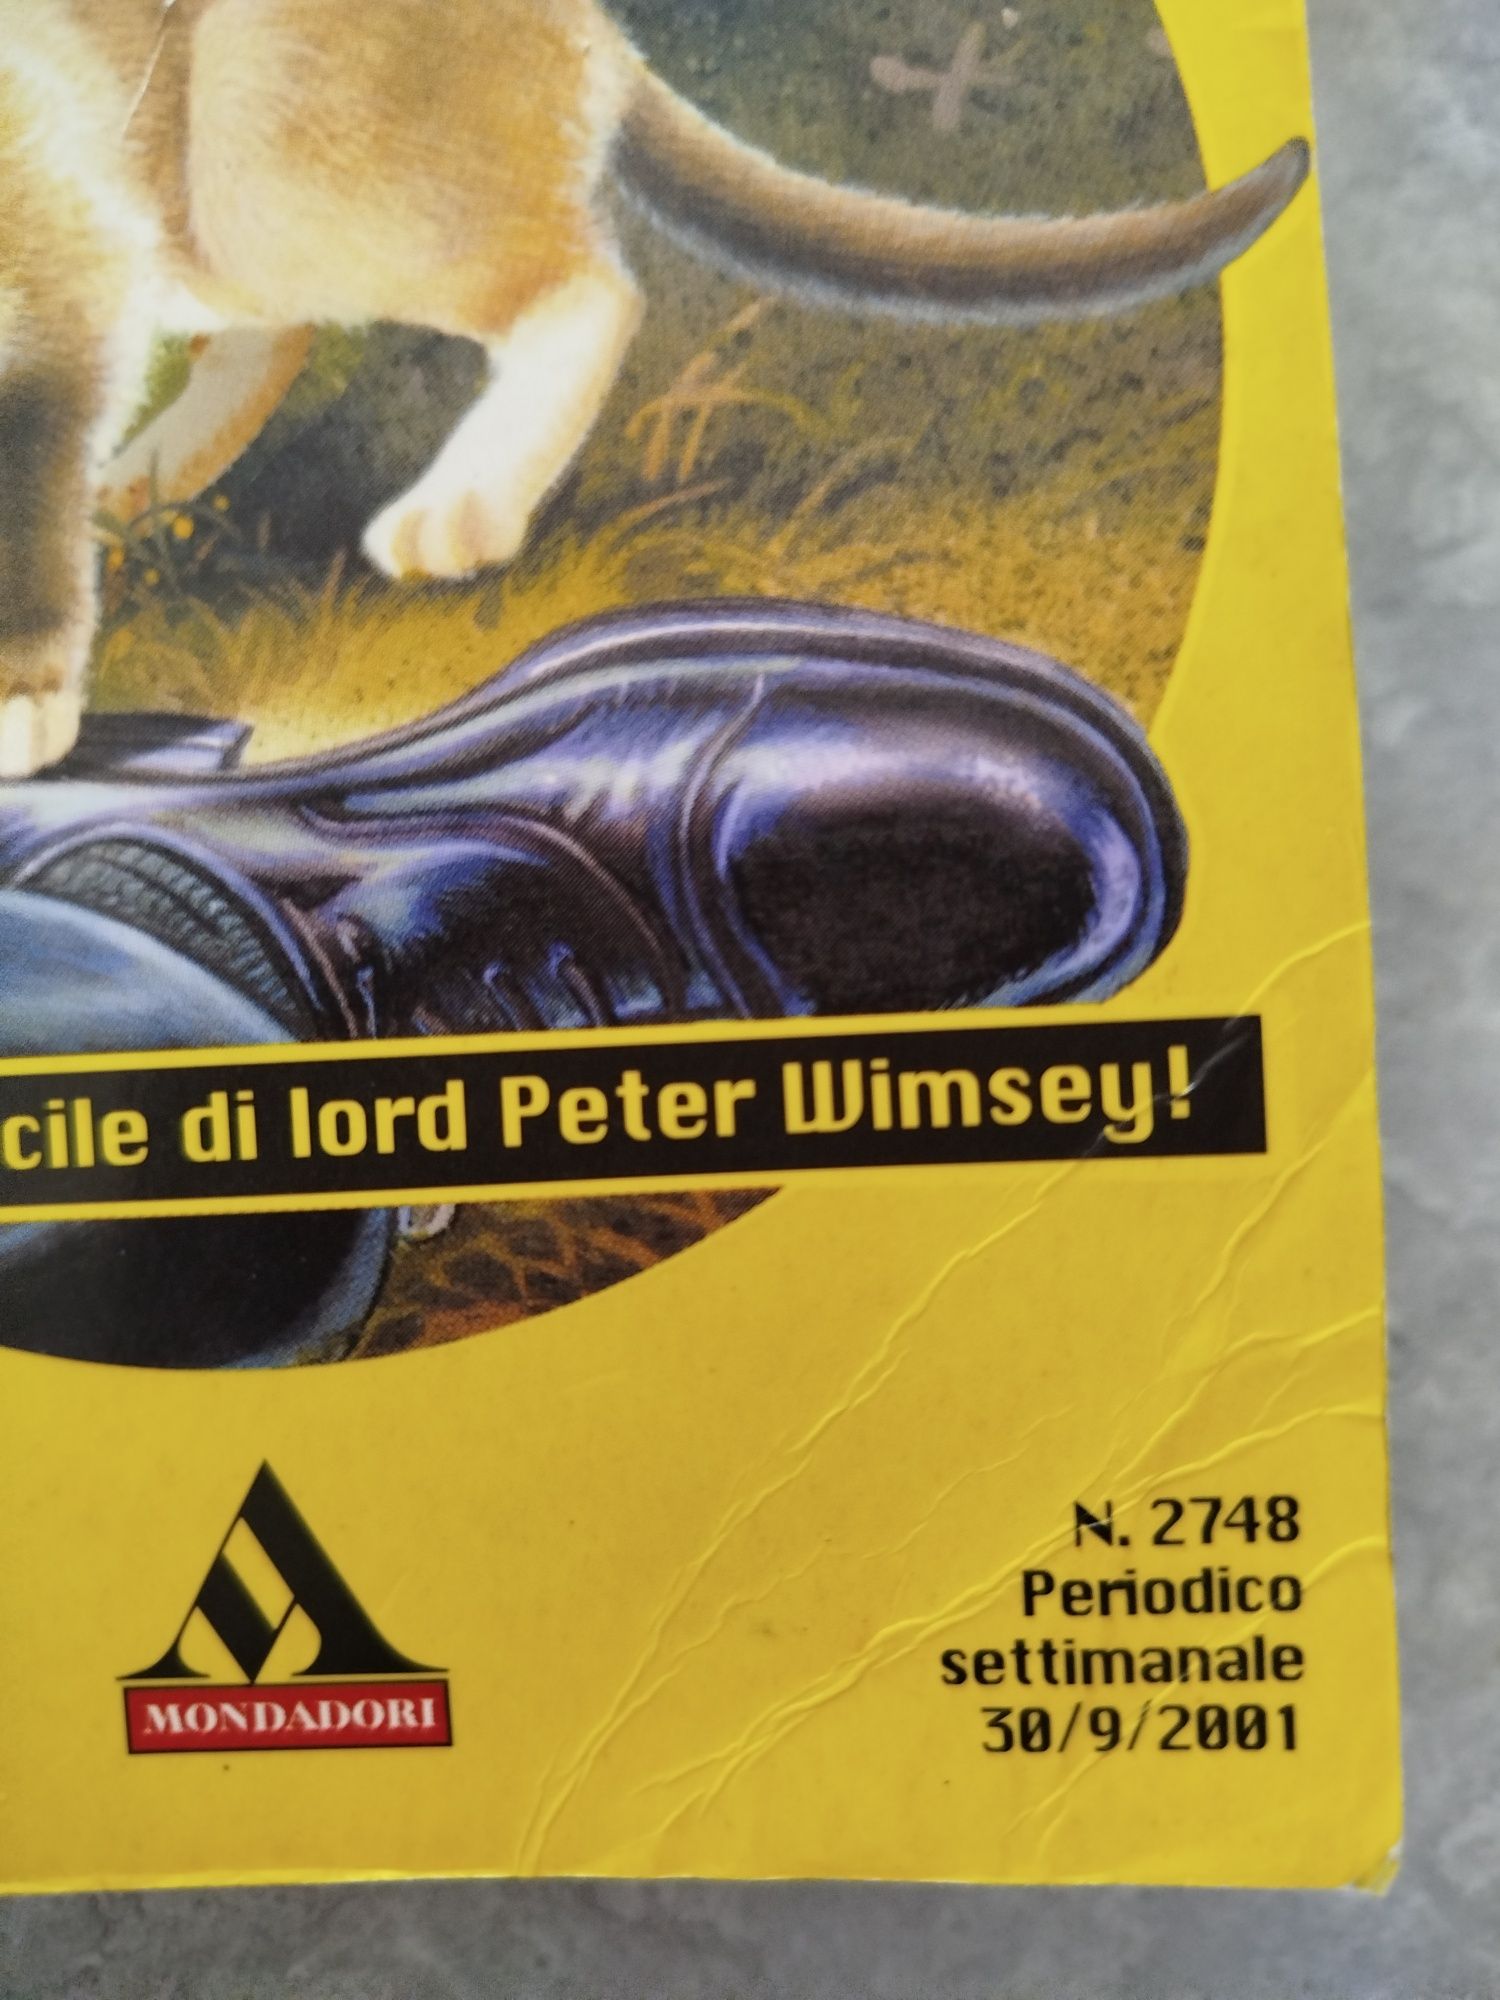 cile di lord Peter Wimsey!
MONDADORI
N. 2748
Periodico
settimanale
30/9/2001